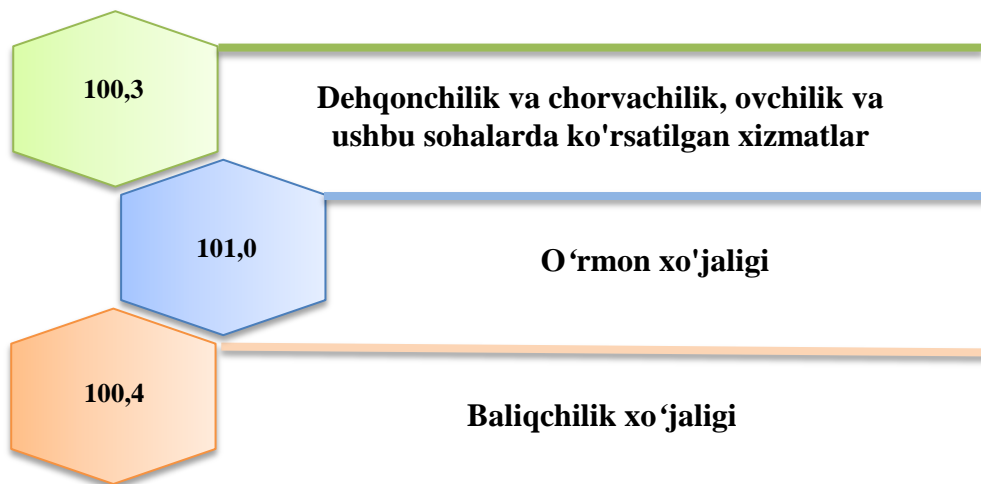 100,3
Dehqonchilik va chorvachilik, ovchilik va
ushbu sohalarda ko'rsatilgan xizmatlar
101,0
O‘rmon xo'jaligi
100,4
Baliqchilik xo‘jaligi